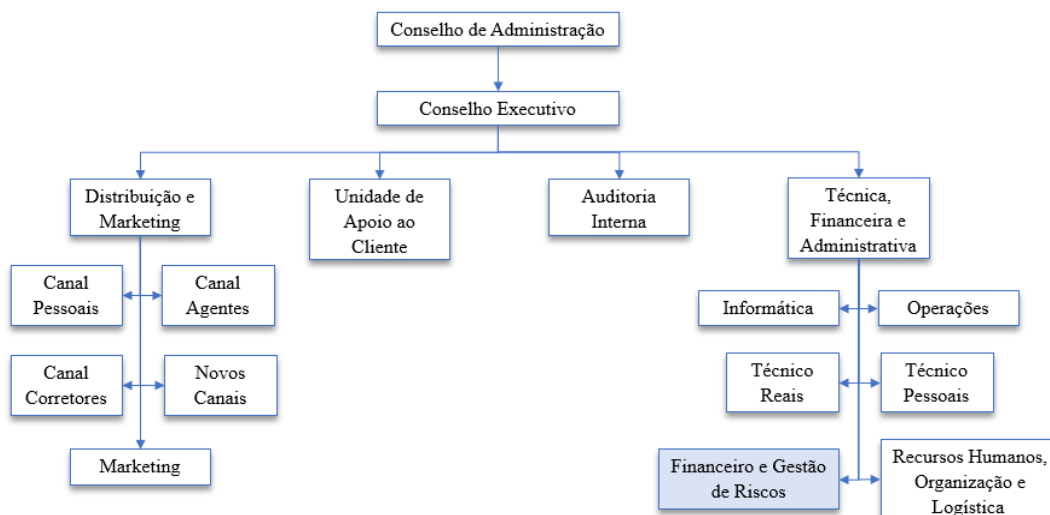 Conselho de Administração
Conselho Executivo
Distribuição e
Marketing
Unidade de
Apoio ao
Cliente
Auditoria
Interna
Técnica,
Financeira e
Administrativa
Canal
Pessoais
Canal
Agentes
Informática
Operações
Canal
Corretores
Novos
Canais
Técnico
Reais
Técnico
Pessoais
Marketing
Financeiro e Gestão
de Riscos
Recursos Humanos,
Organização e
Logística